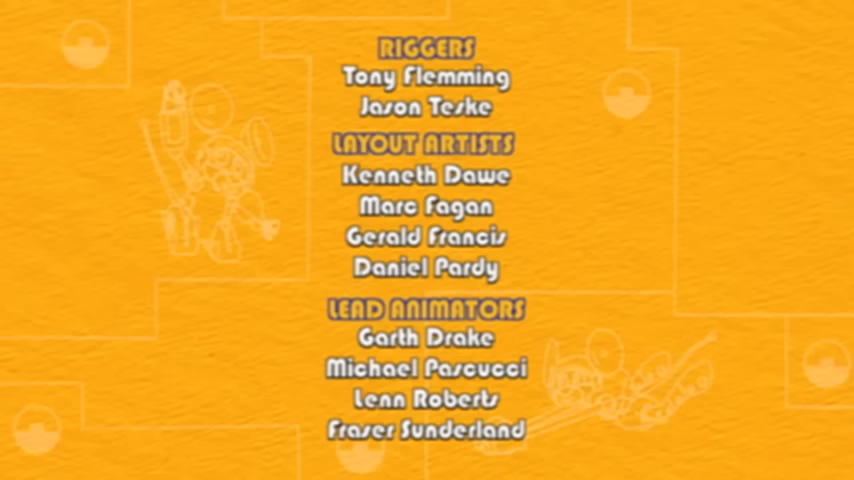 RIGGERS
Tony Flemming
Jason Teske
LAYOUT ARTISTS
Kenneth Dawe
Marc Fagan
Gerald Francis
Daniel Pardy
LEAD ANIMATORS
Garth Drake
Michael Pascucci
Lenn Roberts
Fraser Sunderland